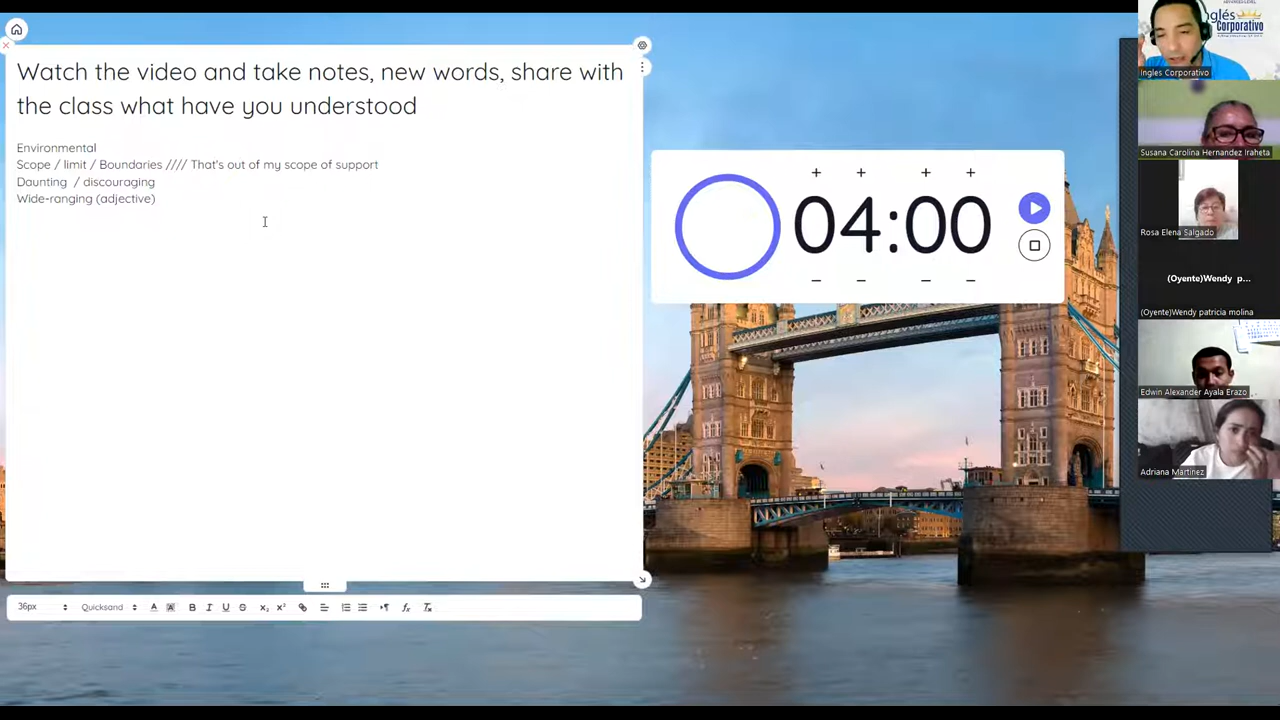 Watch the video and take notes, new words, share with
the class what have you understood
Environmental
Scope / limit / Boundaries //// That's out of my scope of support
Daunting / discouraging
Wide-ranging (adjective)
04:00
36px
Quicksand
Inglés
Corporativo
Ingles Corporativo
Susana Carolina Hernandez Iraheta
Rosa Elena Salgado
(Oyente)Wendy p...
(Oyente)Wendy patricia molina
Edwin Alexander Ayala Erazo
Adriana Martinez